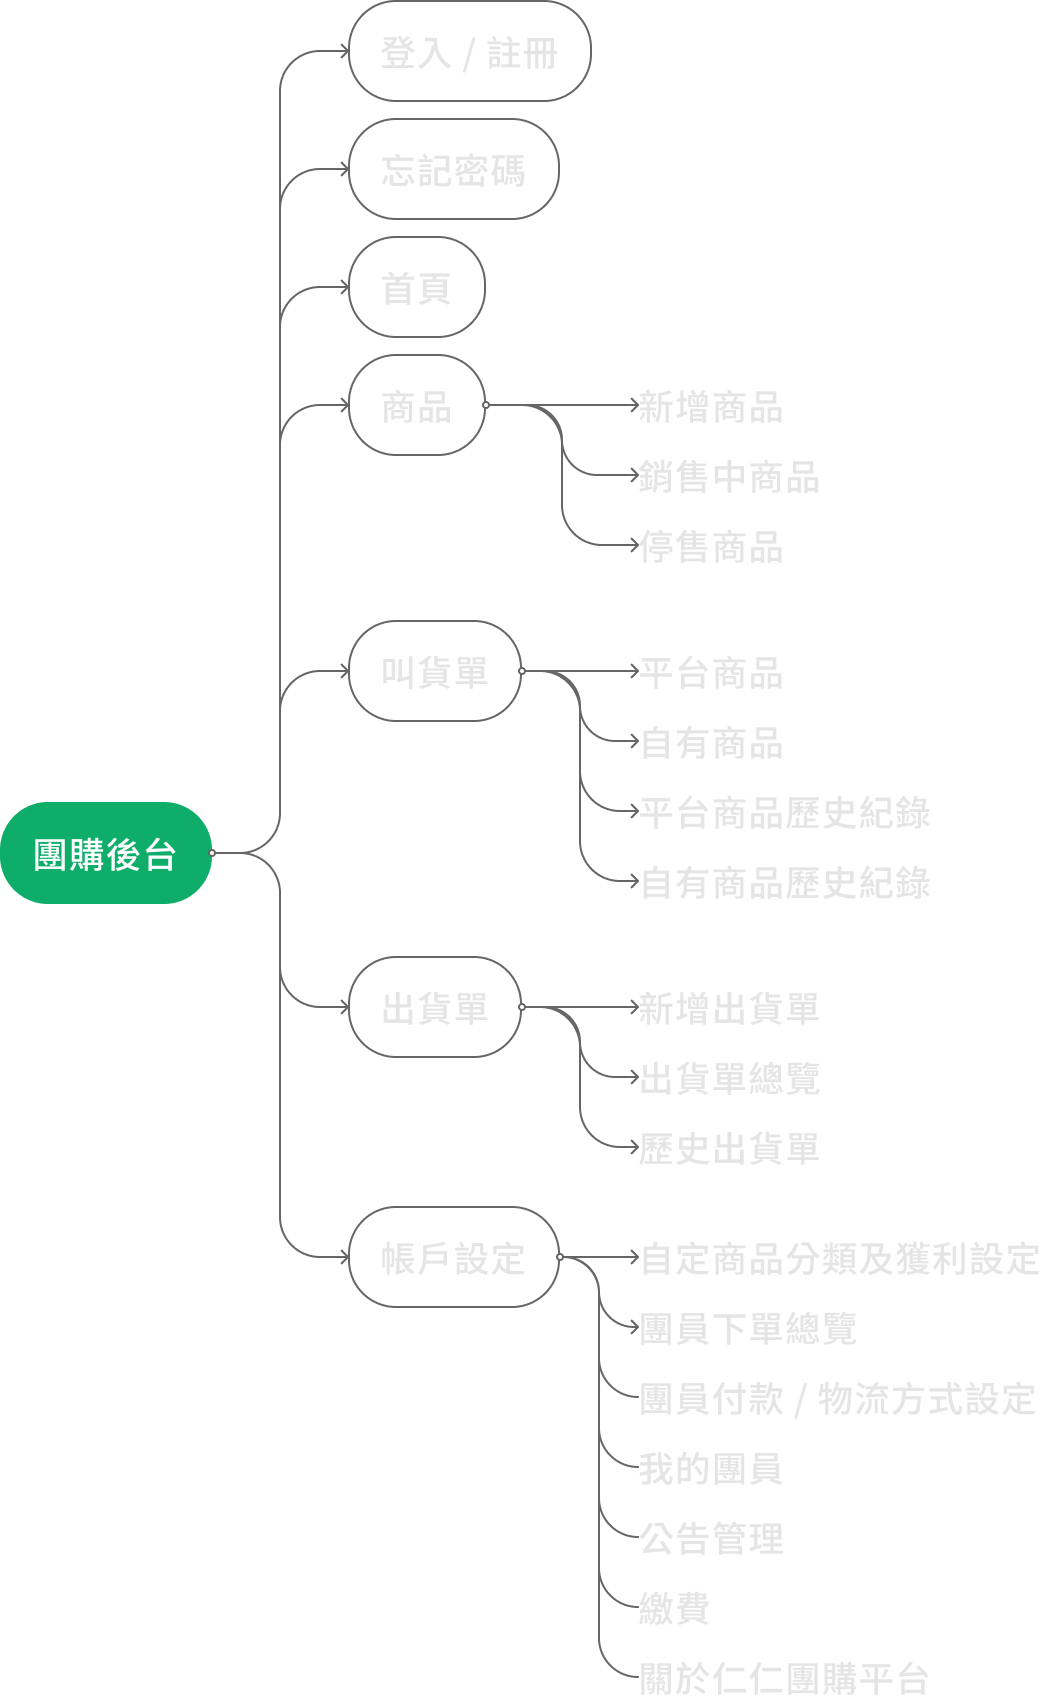 登入 / 註冊
忘記密碼
首頁
商品
新增商品
銷售中商品
停售商品
叫貨單
平台商品
自有商品
平台商品歷史紀錄
自有商品歷史紀錄
團購後台
出貨單
新增出貨單
出貨單總覽
歷史出貨單
帳戶設定
自定商品分類及獲利設定
團員下單總覽
團員付款 / 物流方式設定
我的團員
公告管理
繳費
關於仁仁團購平台